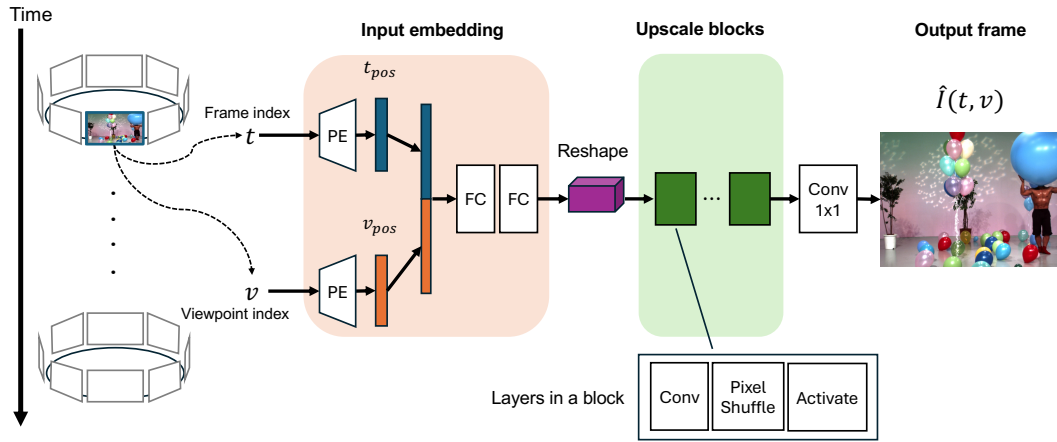 Time
Input embedding
Upscale blocks
Output frame
t_pos
Î(t, v)
Frame index
t
PE
Reshape
FC
FC
...
Conv
1x1
v_pos
v
PE
Viewpoint index
Layers in a block
Conv
Pixel
Shuffle
Activate